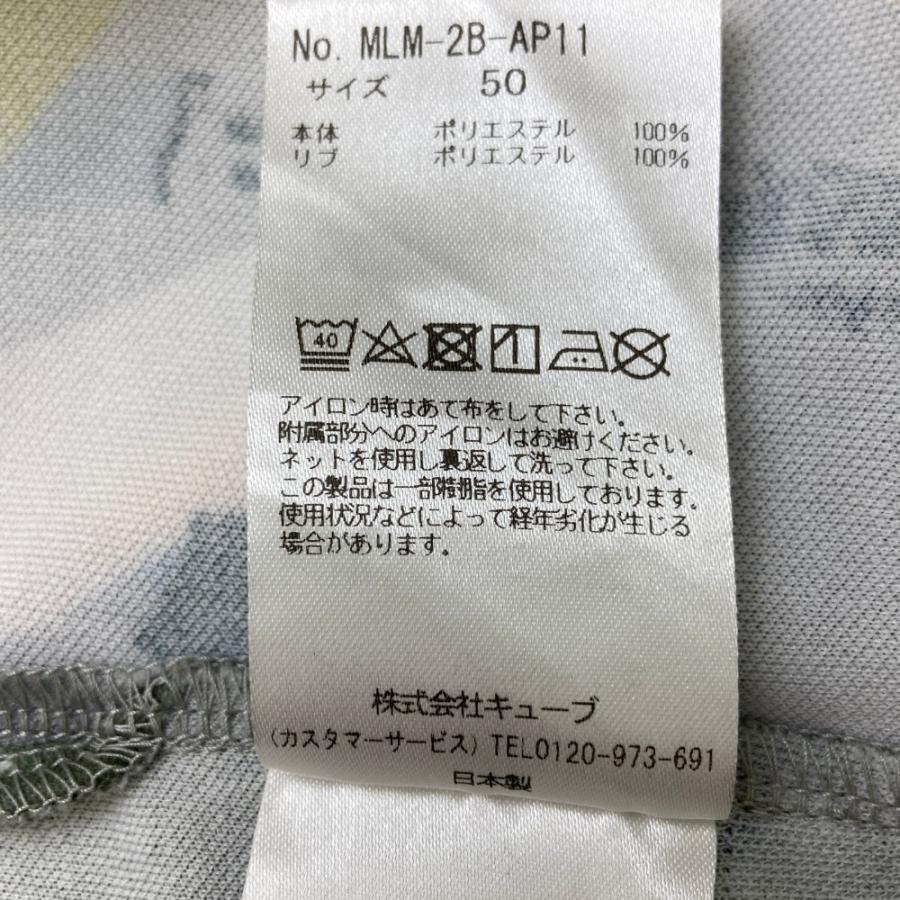 No. MLM-2B-AP11
サイズ 50
本体 ポリエステル 100%
リブ ポリエステル 100%
40
アイロン時はあて布をして下さい。
附属部分へのアイロンはお避けください。
ネットを使用し裏返して洗って下さい。
この製品は一部樹脂を使用しております。
使用状況などによって経年劣化が生じる
場合があります。
株式会社キューブ
(カスタマーサービス) TEL0120-973-691
日本製